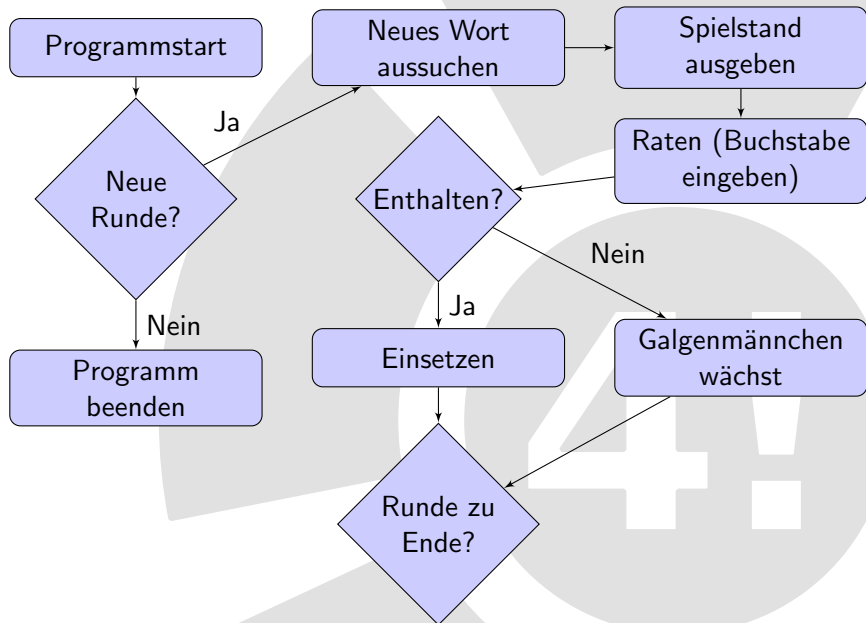 Programmstart
Neues Wort
aussuchen
Spielstand
ausgeben
Ja
Raten (Buchstabe
eingeben)
Neue
Runde?
Enthalten?
Nein
Nein
Ja
Programm
beenden
Einsetzen
Galgenmännchen
wächst
4!
Runde zu
Ende?